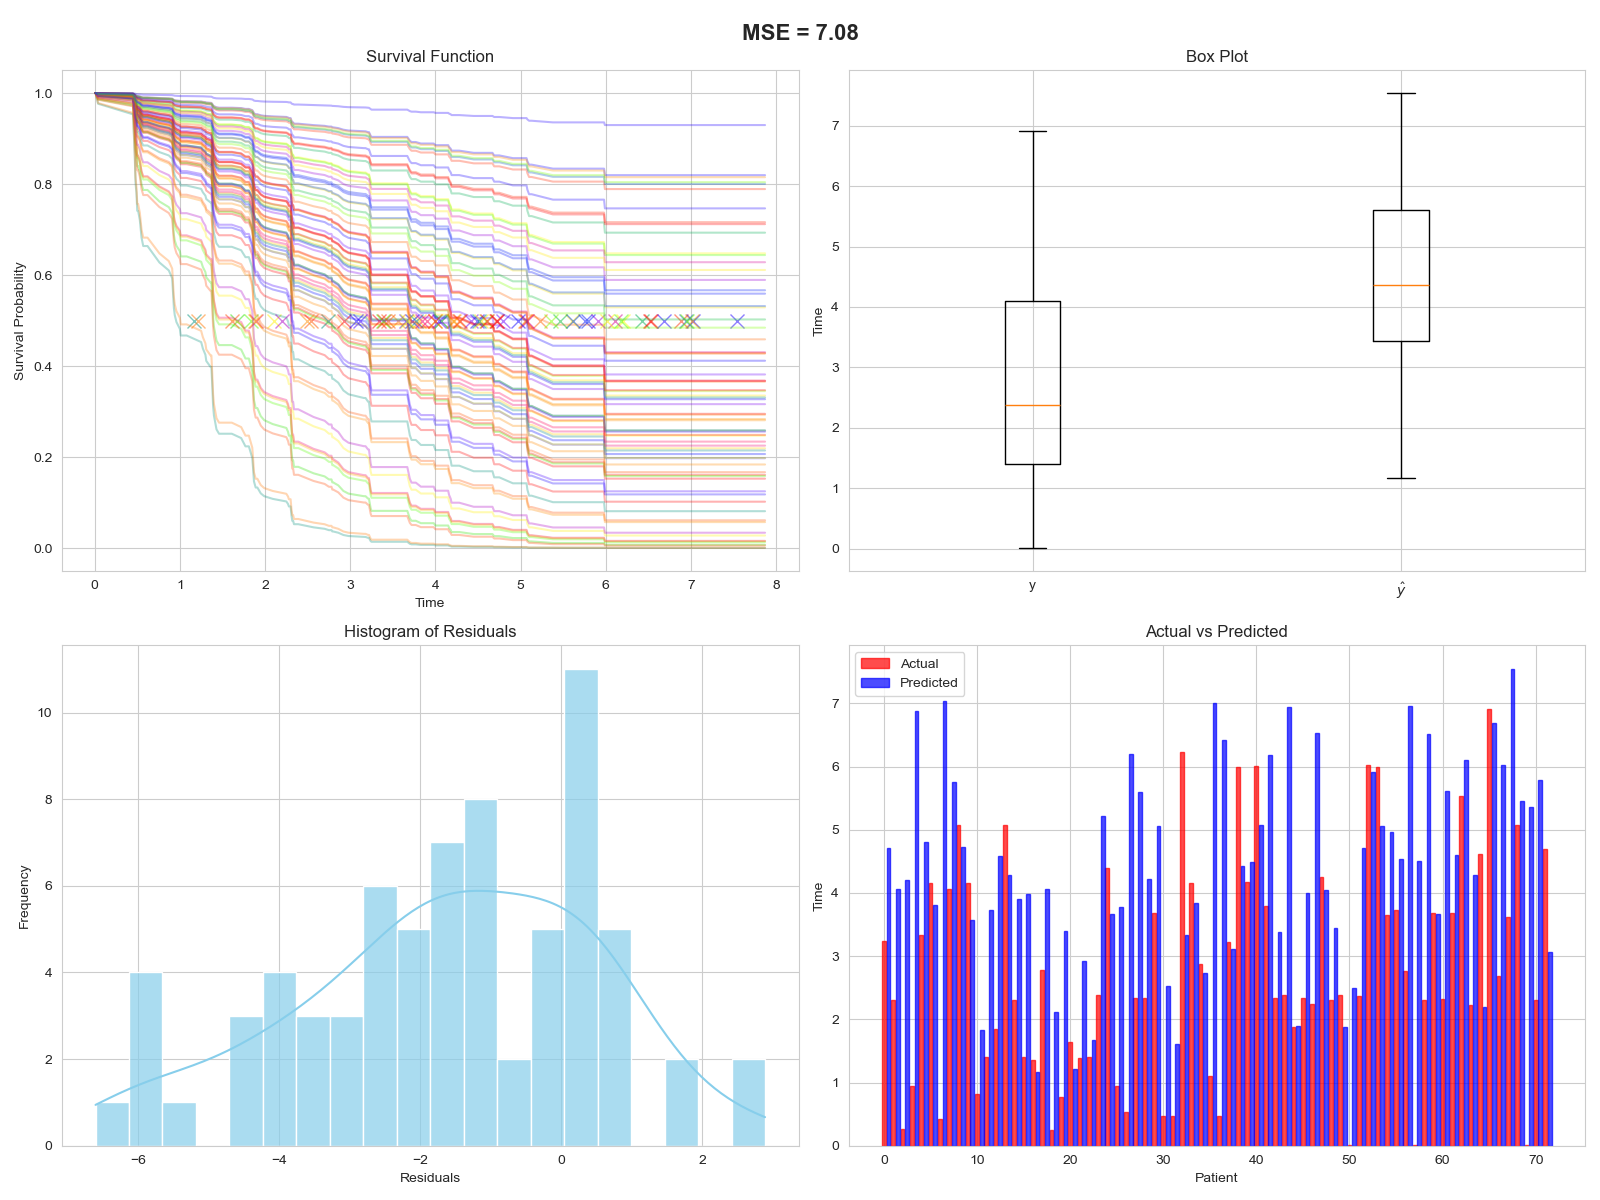 MSE = 7.08
Survival Function
Survival Probability
1.0
0.8
0.6
0.4
0.2
0.0
0 1 2 3 4 5 6 7 8
Time
Box Plot
Time
7
6
5
4
3
2
1
0
y ŷ
Histogram of Residuals
Frequency
10
8
6
4
2
0
−6 −4 −2 0 2
Residuals
Actual vs Predicted
Actual
Predicted
Time
7
6
5
4
3
2
1
0
0 10 20 30 40 50 60 70
Patient